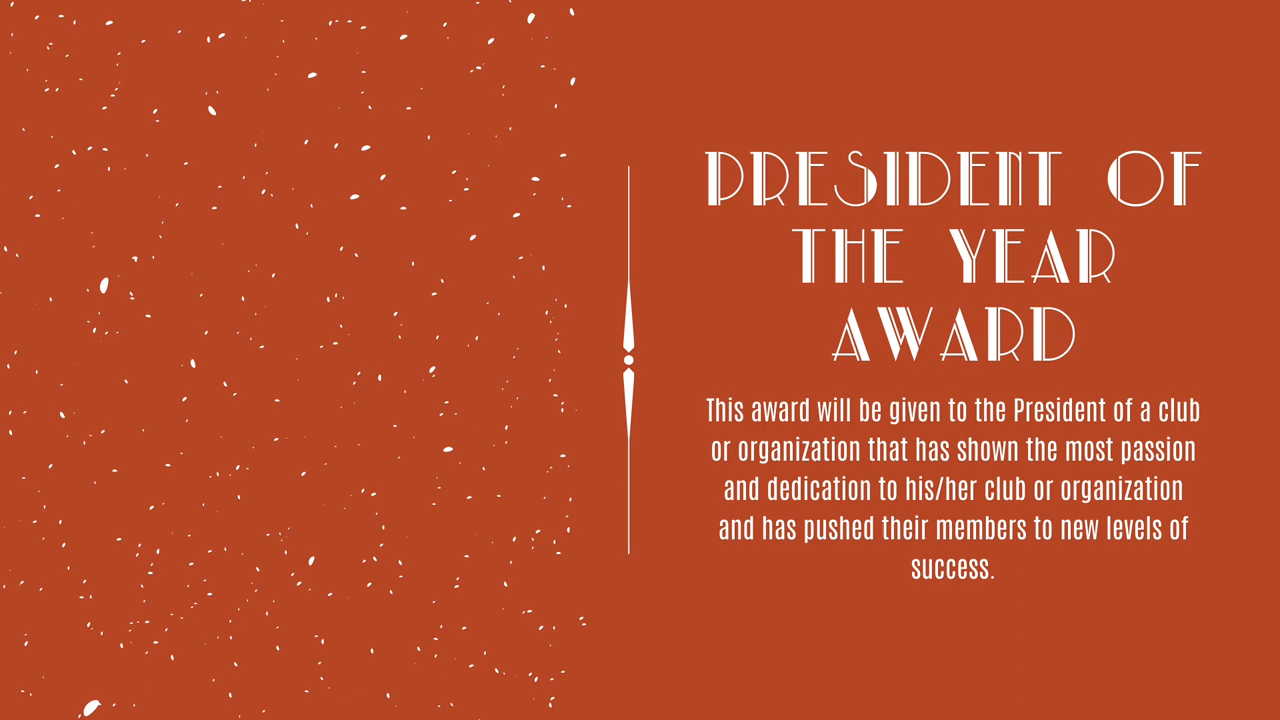 PRESIDENT OF
THE YEAR
AWARD
This award will be given to the President of a club
or organization that has shown the most passion
and dedication to his/her club or organization
and has pushed their members to new levels of
success.